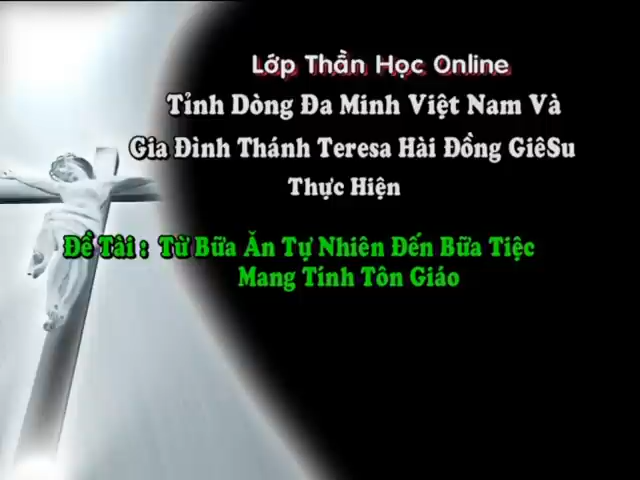 Lớp Thần Học Online
Tỉnh Dòng Đa Minh Việt Nam Và
Gia Đình Thánh Teresa Hài Đồng GiêSu
Thực Hiện
Đề Tài : Từ Bữa Ăn Tự Nhiên Đến Bữa Tiệc
Mang Tính Tôn Giáo